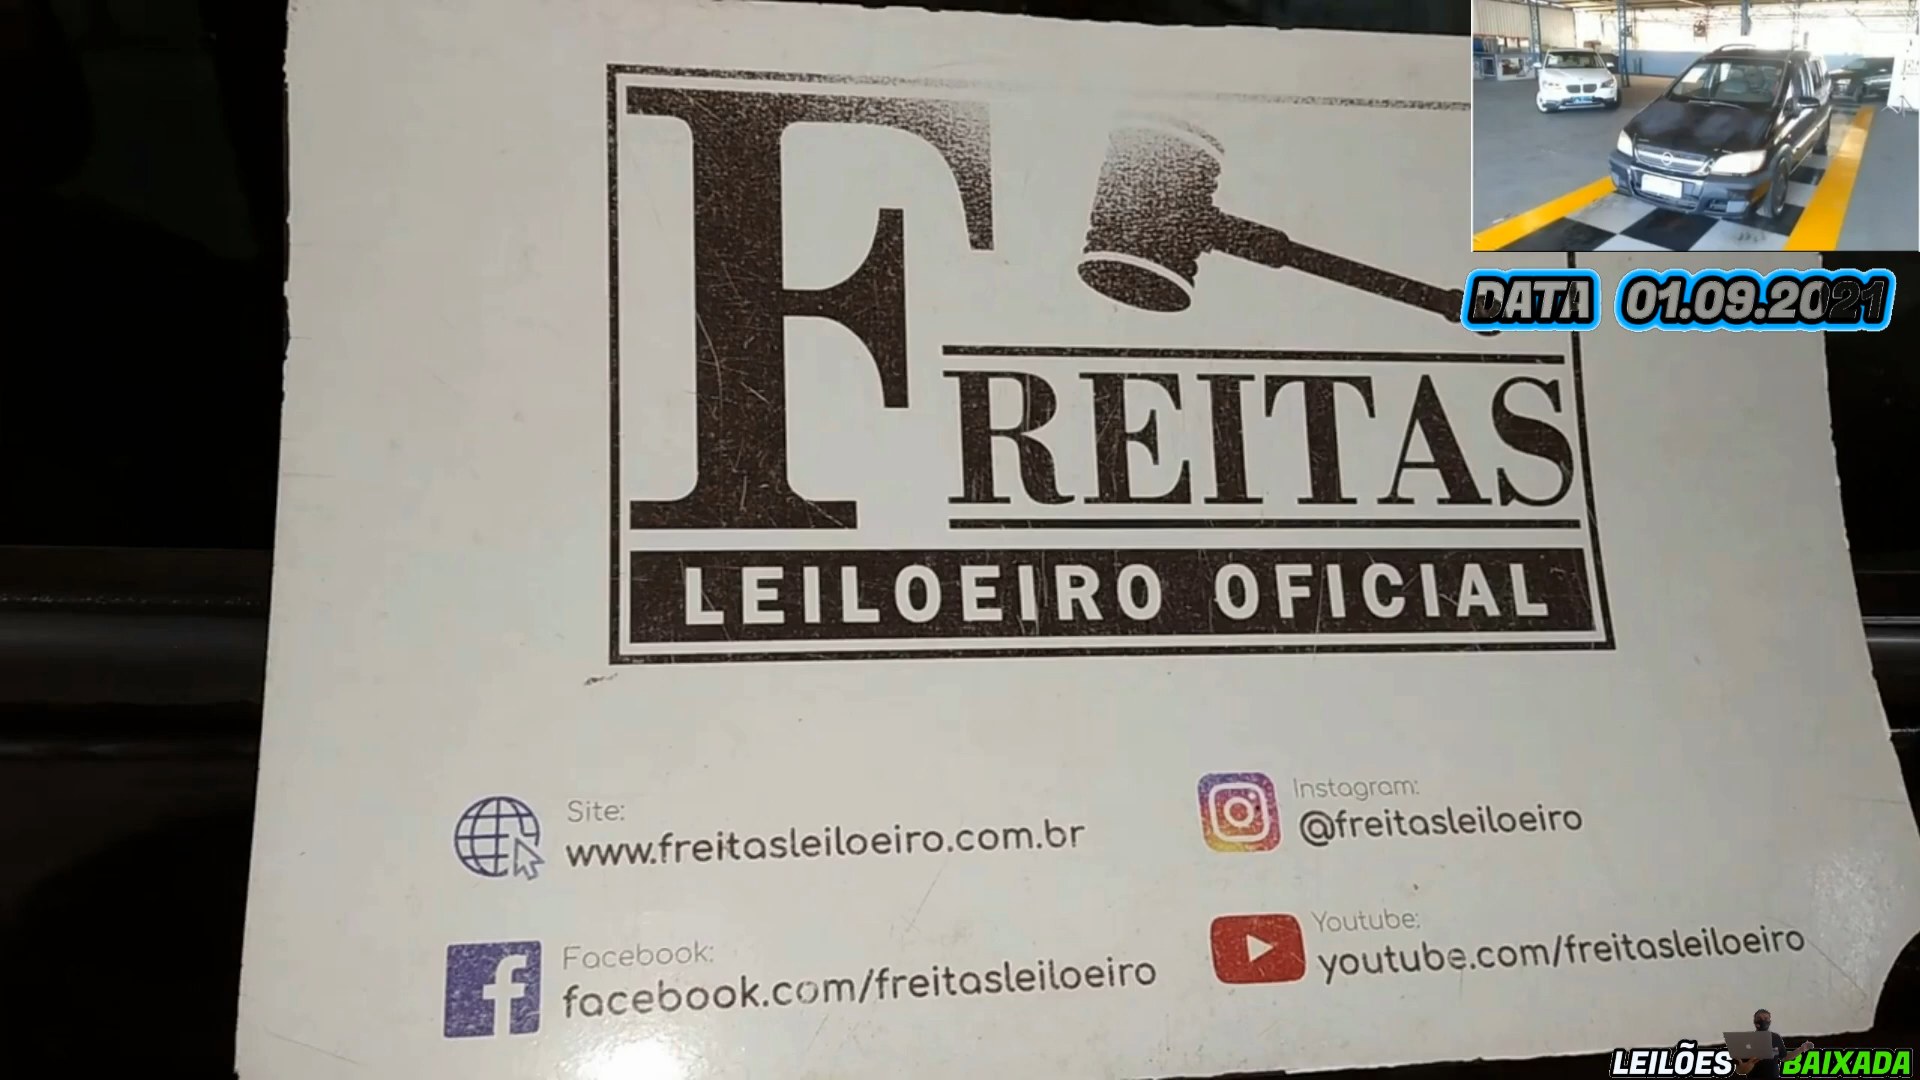 FREITAS
LEILOEIRO OFICIAL
DATA 01.09.2021
Site:
www.freitasleiloeiro.com.br
Instagram:
@freitasleiloeiro
Facebook:
facebook.com/freitasleiloeiro
Youtube:
youtube.com/freitasleiloeiro
LEILÕES BAIXADA